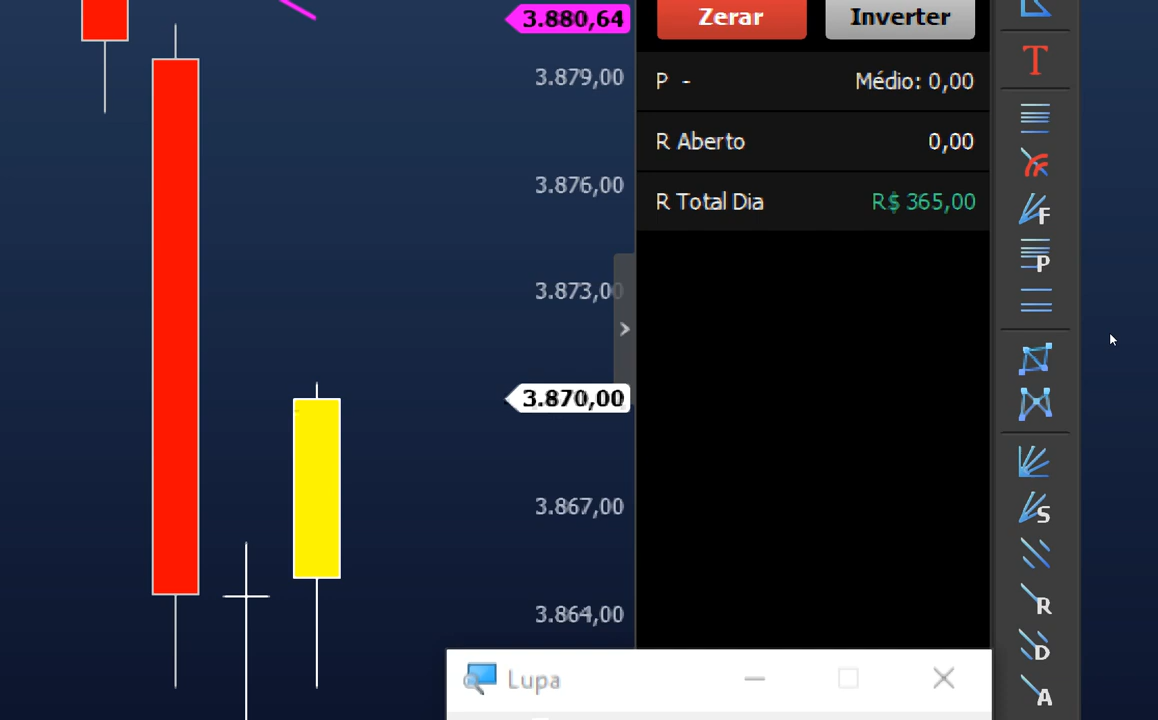 3.880,64
3.879,00
3.876,00
3.873,00
3.870,00
3.867,00
3.864,00
Zerar
Inverter
P -
Médio: 0,00
R Aberto
0,00
R Total Dia
R$ 365,00
T
F
P
S
R
D
A
Lupa